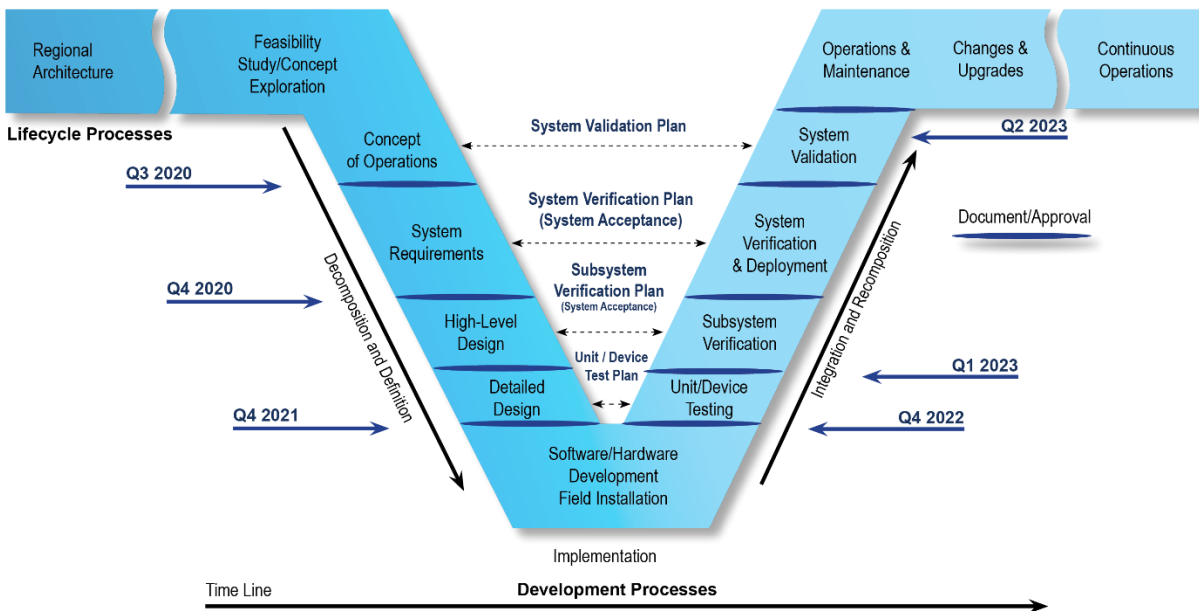 Regional
Architecture
Feasibility
Study/Concept
Exploration
Operations &
Maintenance
Changes &
Upgrades
Continuous
Operations
Lifecycle Processes
Q3 2020
Concept
of Operations
System Validation Plan
System
Validation
Q2 2023
System
Requirements
System Verification Plan
(System Acceptance)
System
Verification
& Deployment
Document/Approval
Q4 2020
Decomposition and Definition
High-Level
Design
Subsystem
Verification Plan
(System Acceptance)
Subsystem
Verification
Integration and Recomposition
Q1 2023
Q4 2021
Detailed
Design
Unit / Device
Test Plan
Unit/Device
Testing
Q4 2022
Software/Hardware
Development
Field Installation
Implementation
Time Line
Development Processes